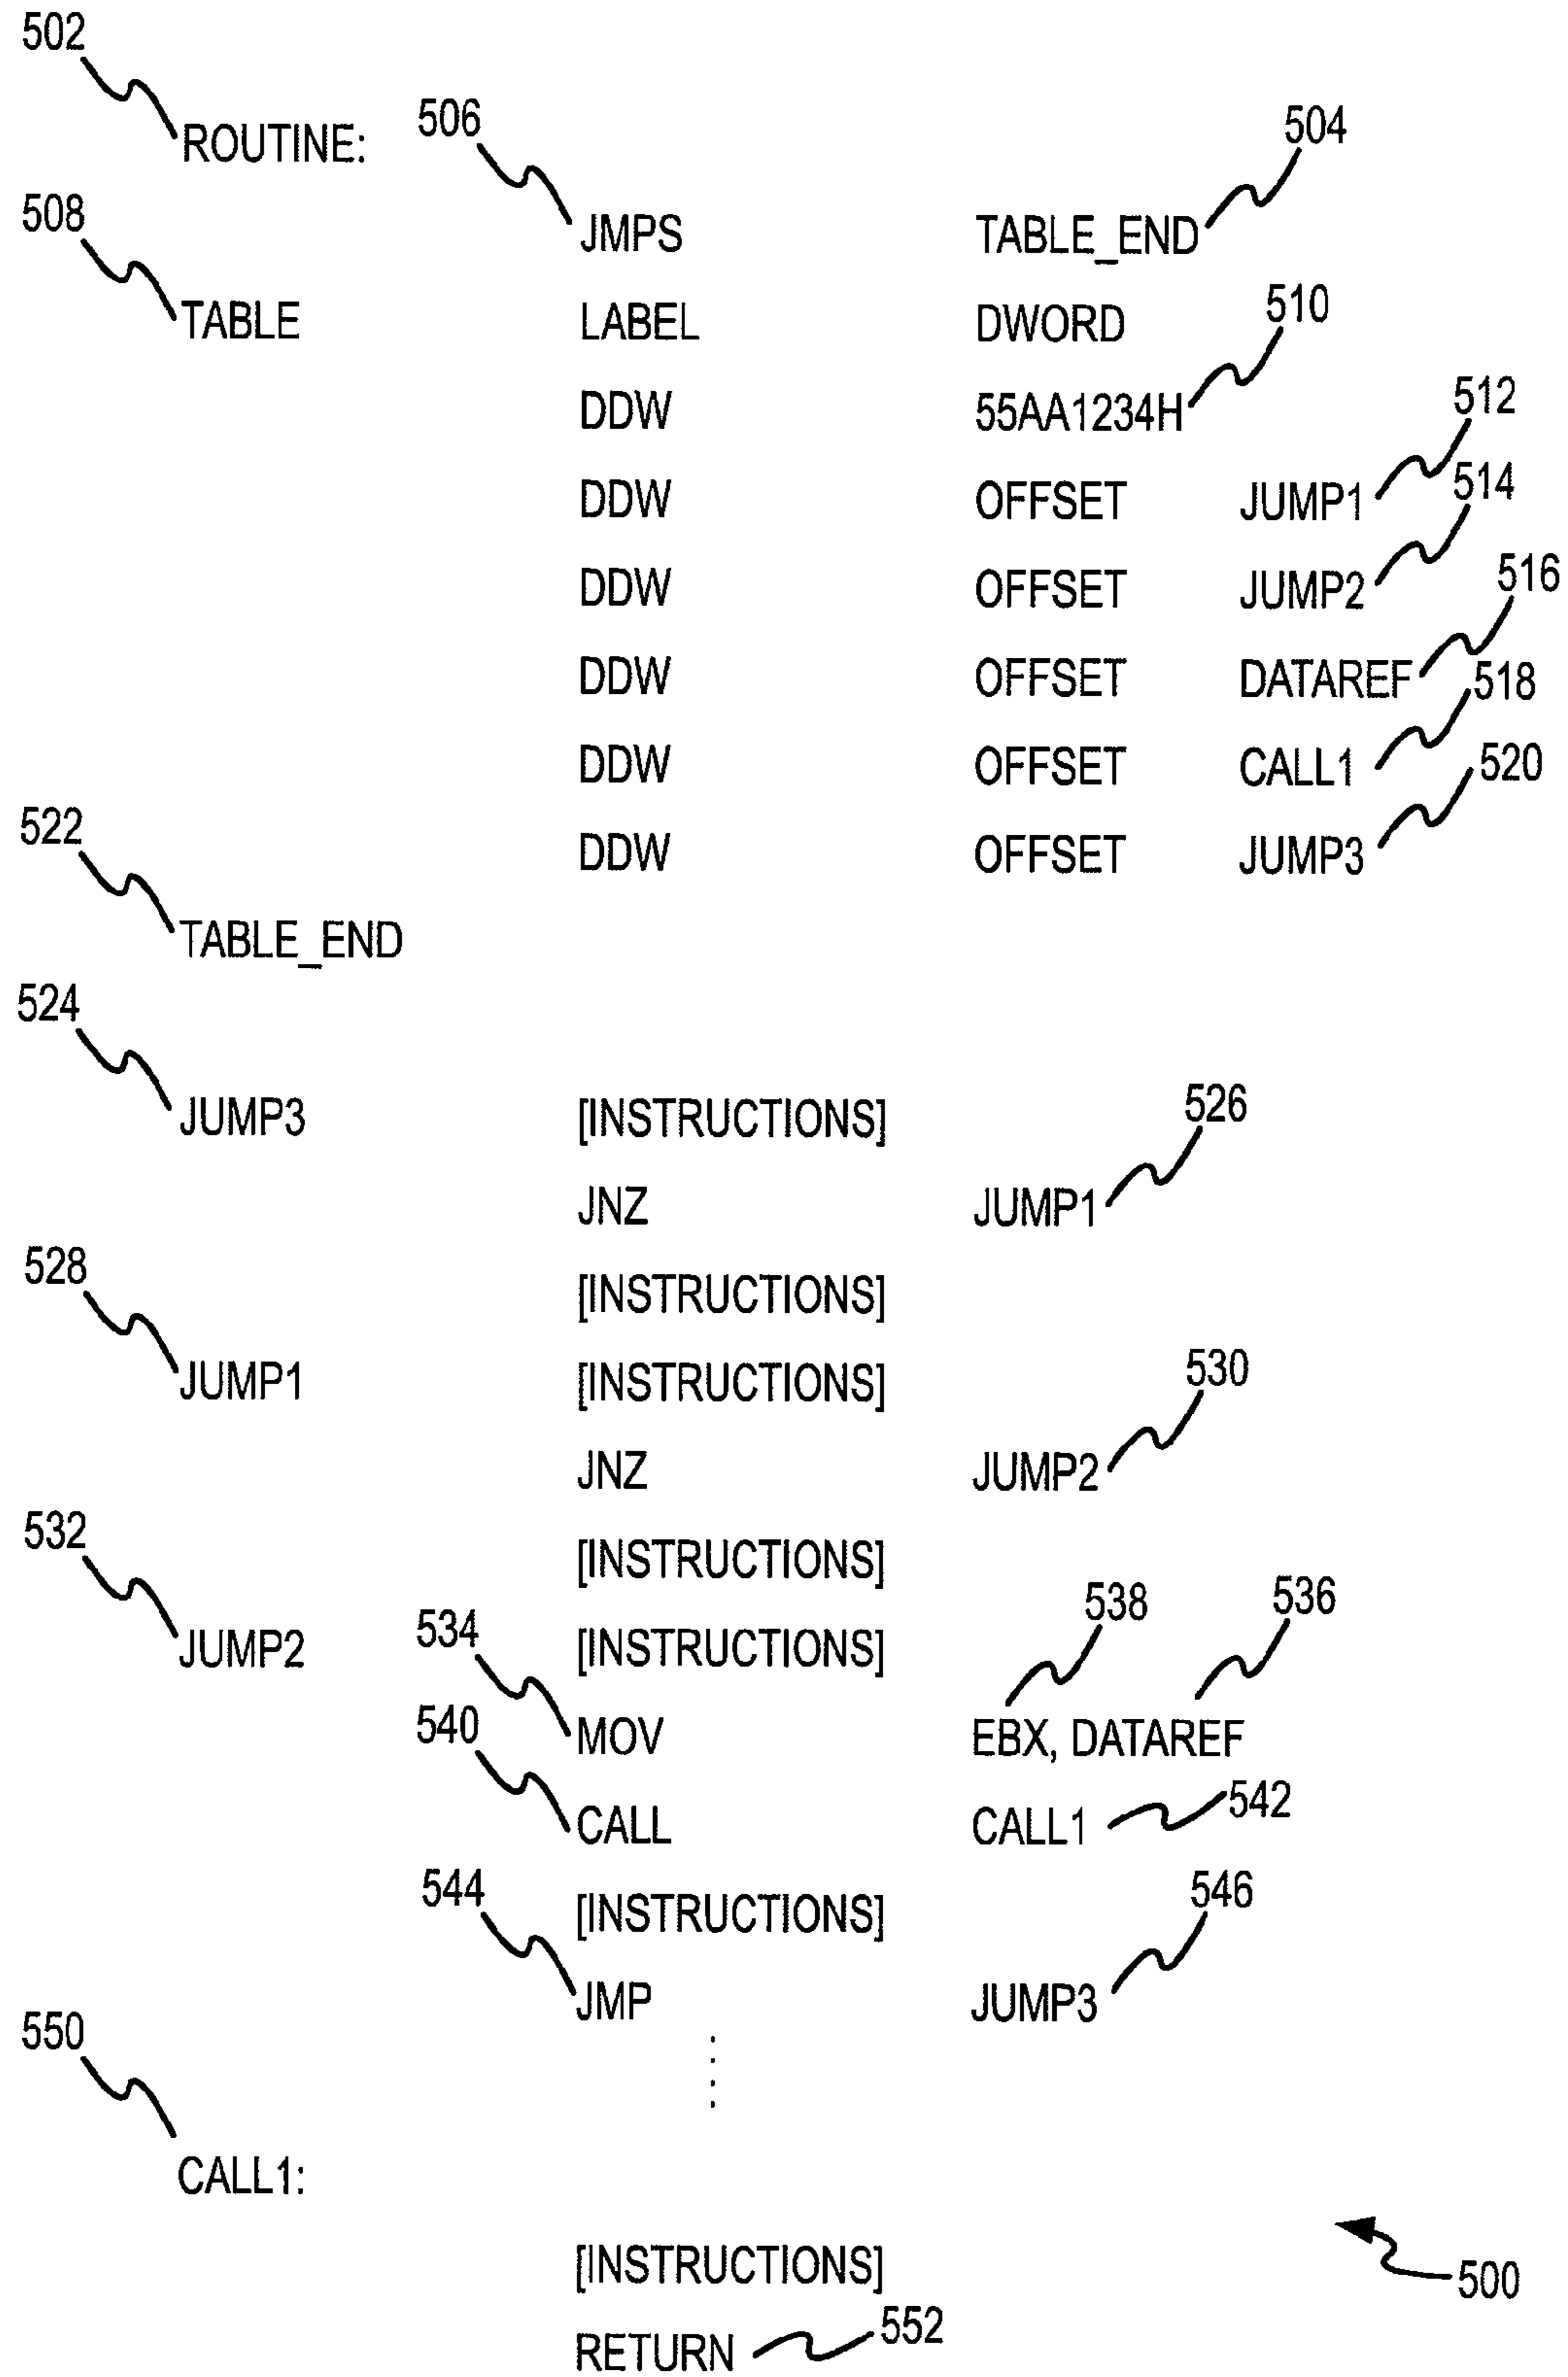 502
ROUTINE:
506
504
508
JMPS TABLE_END
510
TABLE LABEL DWORD
512
DDW 55AA1234H
514
DDW OFFSET JUMP1
516
DDW OFFSET JUMP2
518
DDW OFFSET DATAREF
520
DDW OFFSET CALL1
522
DDW OFFSET JUMP3
TABLE_END
524
526
JUMP3 [INSTRUCTIONS]
JNZ JUMP1
528
[INSTRUCTIONS]
530
JUMP1 [INSTRUCTIONS]
JNZ JUMP2
532
[INSTRUCTIONS]
538 536
534
JUMP2 [INSTRUCTIONS]
540
MOV EBX, DATAREF
542
CALL CALL1
544 546
[INSTRUCTIONS]
JMP JUMP3
550
CALL1:
[INSTRUCTIONS]
500
552
RETURN